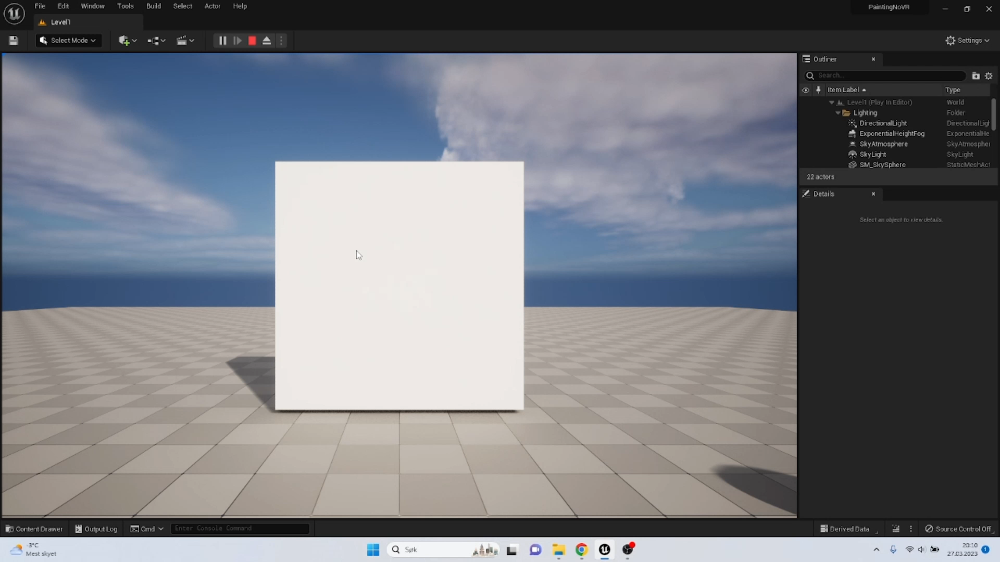 File Edit Window Tools Build Select Actor Help
PaintingNoVR
Level1
Select Mode
Settings
Outliner
Search...
Item Label Type
Level1 (Play In Editor) World
Lighting Folder
DirectionalLight DirectionalLigh
ExponentialHeightFog ExponentialHe
SkyAtmosphere SkyAtmospher
SkyLight SkyLight
SM_SkySphere StaticMeshAct
22 actors
Details
Select an object to view details.
Content Drawer Output Log Cmd Enter Console Command Derived Data Source Control Off
-3°C
Mest skyet
Søk
20:10
27.03.2023
1